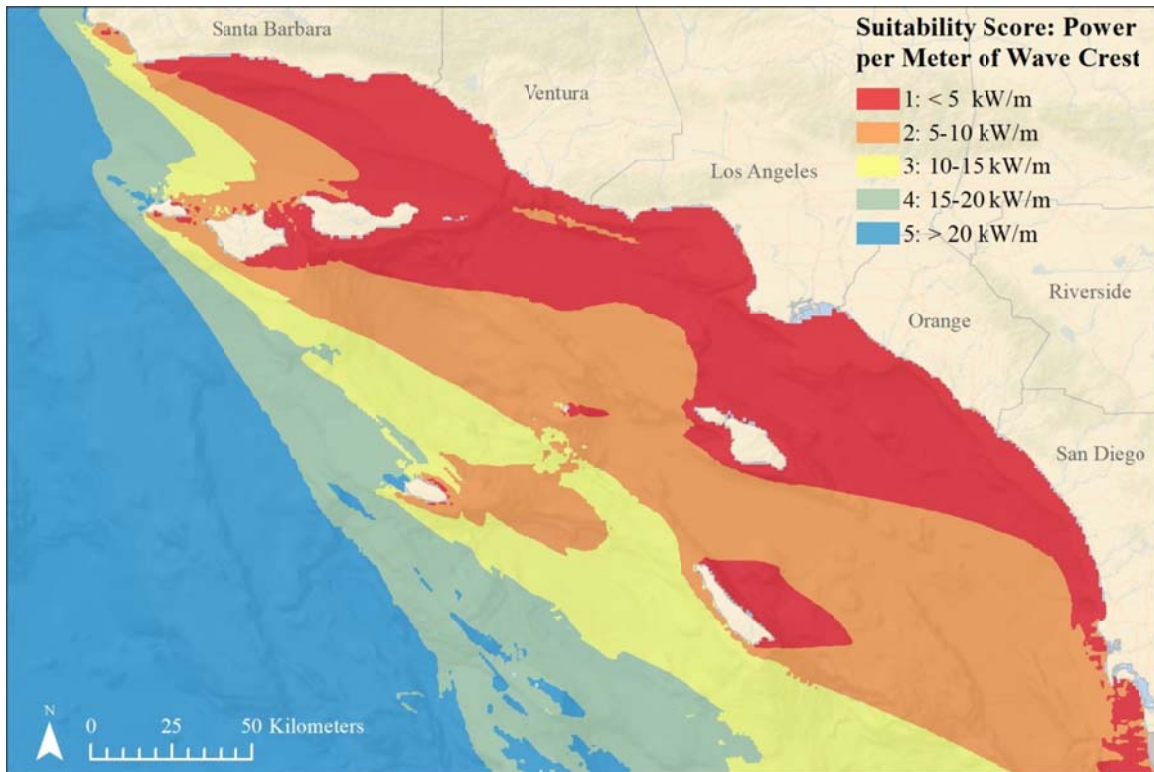 Santa Barbara
Suitability Score: Power
per Meter of Wave Crest
1: < 5 kW/m
2: 5-10 kW/m
3: 10-15 kW/m
4: 15-20 kW/m
5: > 20 kW/m
Ventura
Los Angeles
Riverside
Orange
San Diego
N
0 25 50 Kilometers